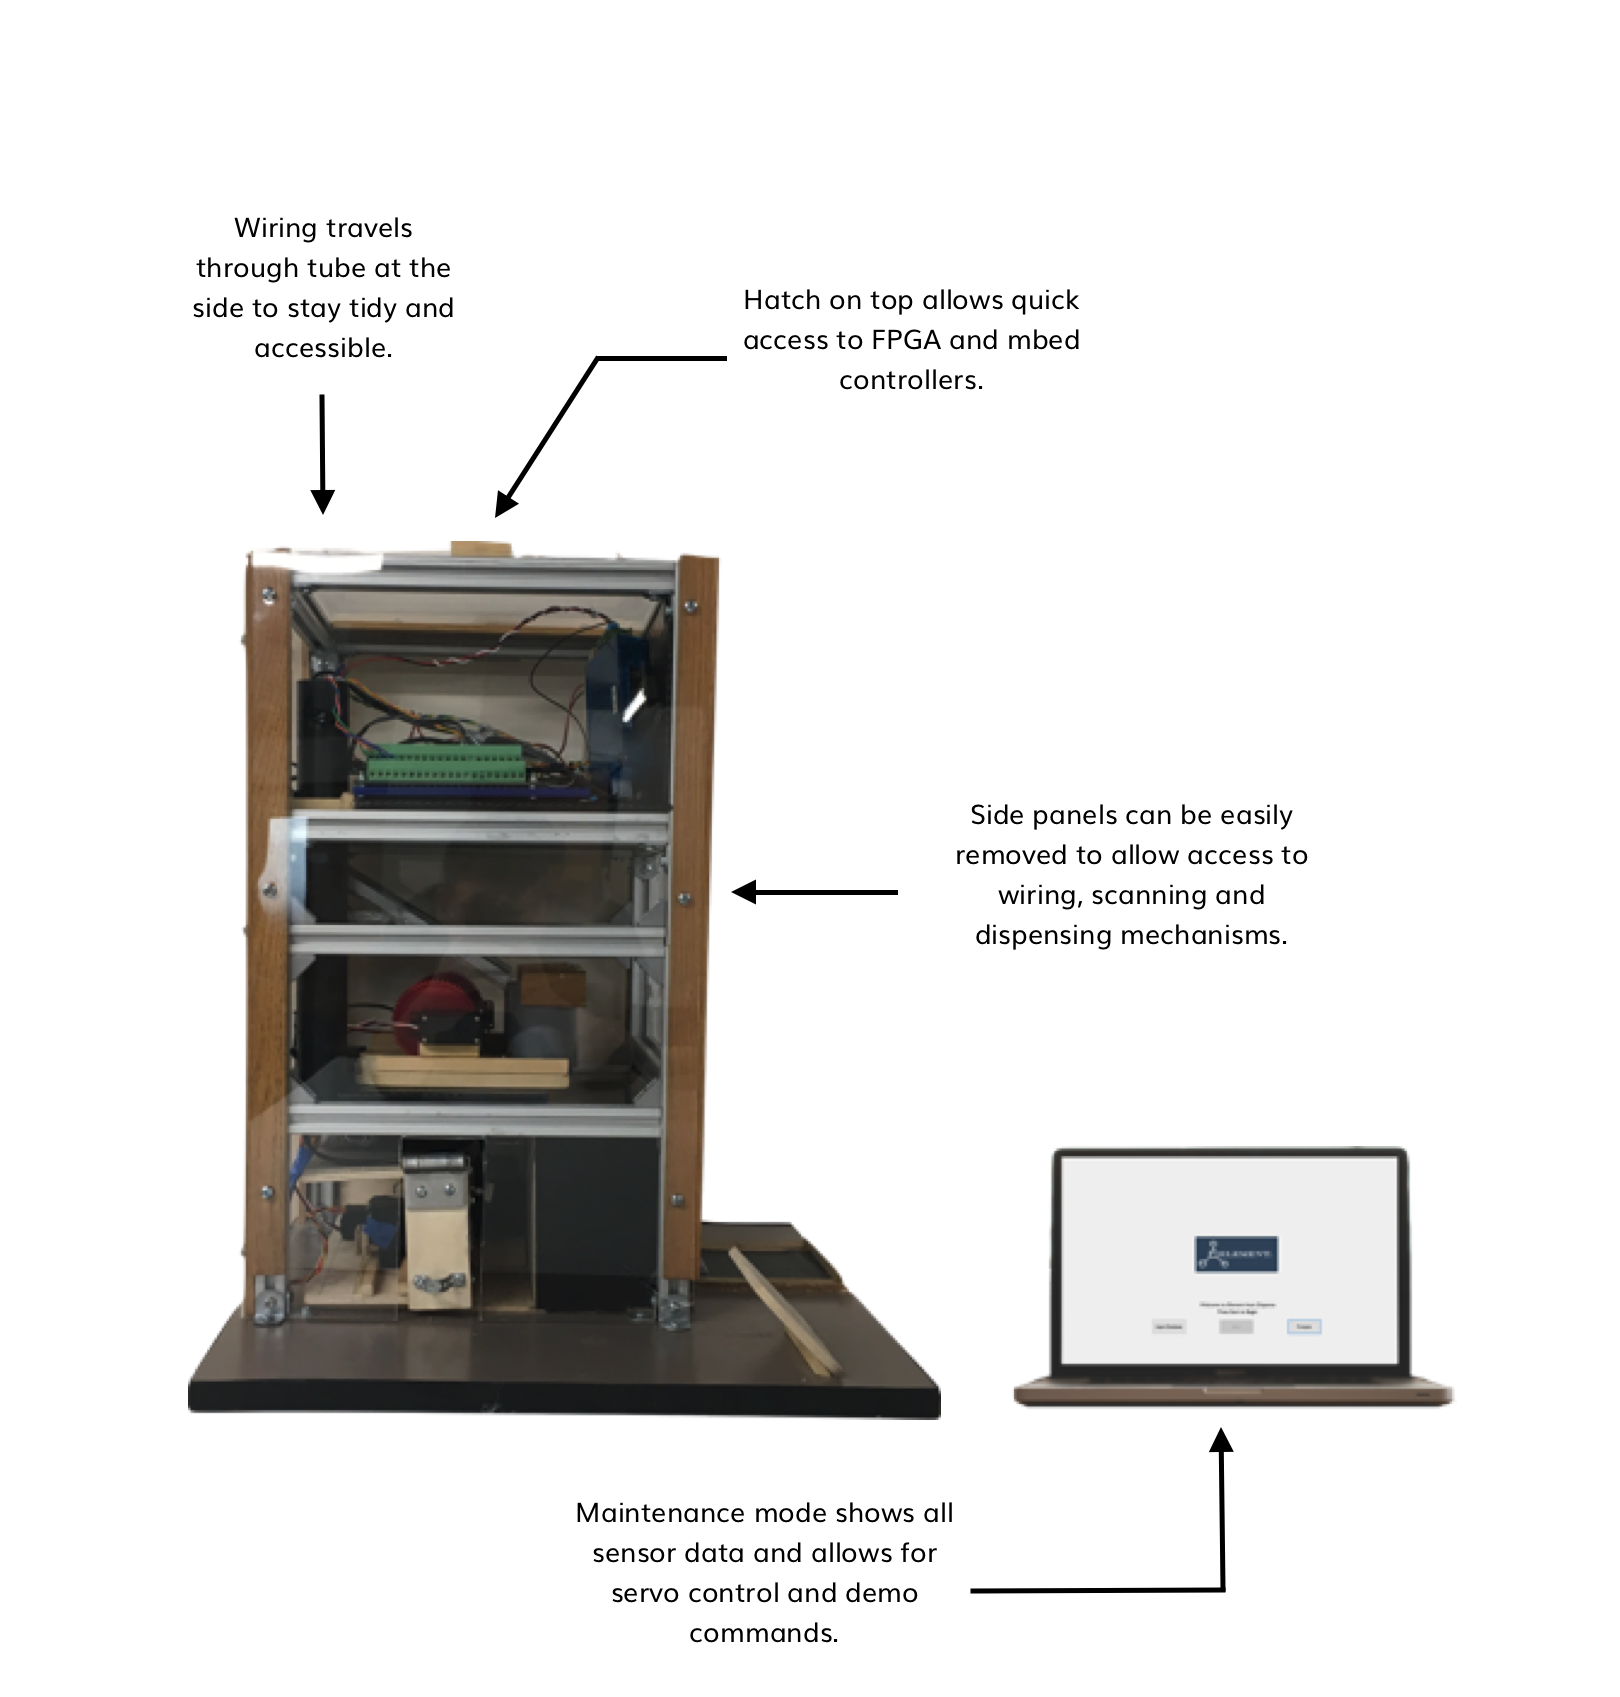 Wiring travels
through tube at the
side to stay tidy and
accessible.
Hatch on top allows quick
access to FPGA and mbed
controllers.
Side panels can be easily
removed to allow access to
wiring, scanning and
dispensing mechanisms.
ELEMENT
Maintenance mode shows all
sensor data and allows for
servo control and demo
commands.